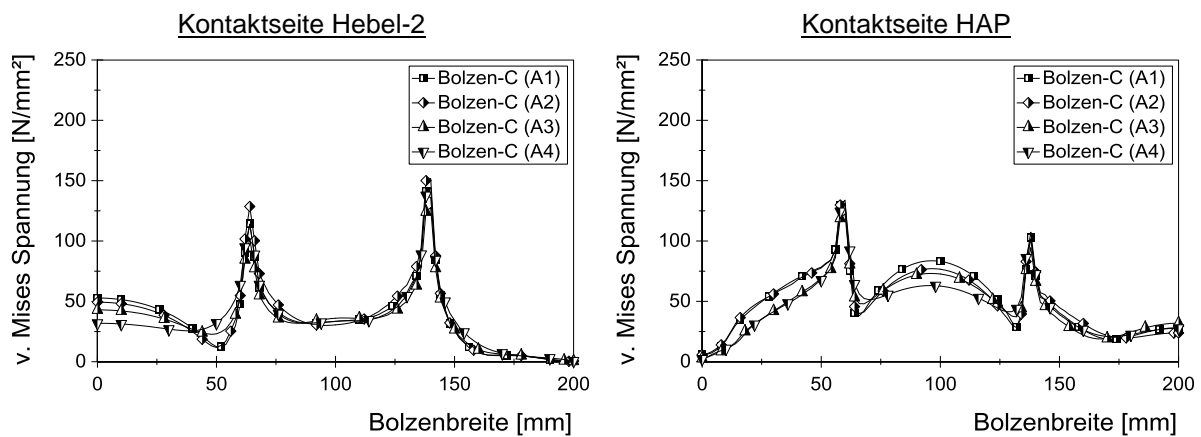 Kontaktseite Hebel-2
v. Mises Spannung [N/mm²]
250
200
150
100
50
0
Bolzen-C (A1)
Bolzen-C (A2)
Bolzen-C (A3)
Bolzen-C (A4)
0 50 100 150 200
Bolzenbreite [mm]
Kontaktseite HAP
v. Mises Spannung [N/mm²]
250
200
150
100
50
0
Bolzen-C (A1)
Bolzen-C (A2)
Bolzen-C (A3)
Bolzen-C (A4)
0 50 100 150 200
Bolzenbreite [mm]